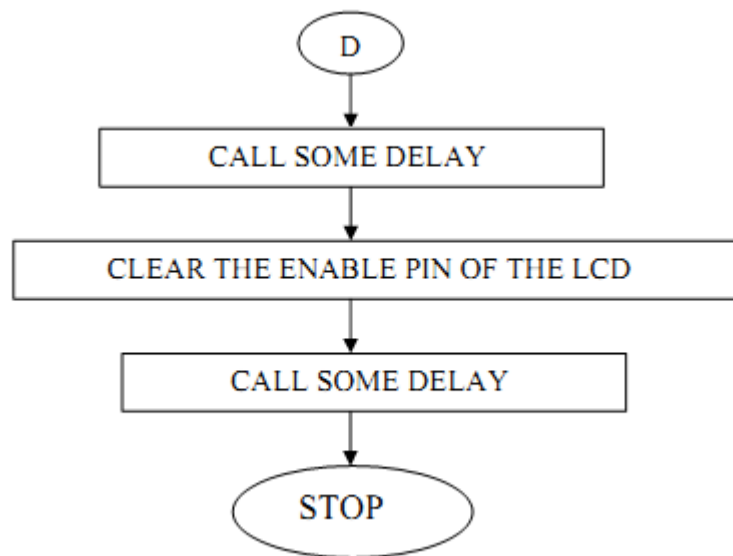 D
CALL SOME DELAY
CLEAR THE ENABLE PIN OF THE LCD
CALL SOME DELAY
STOP